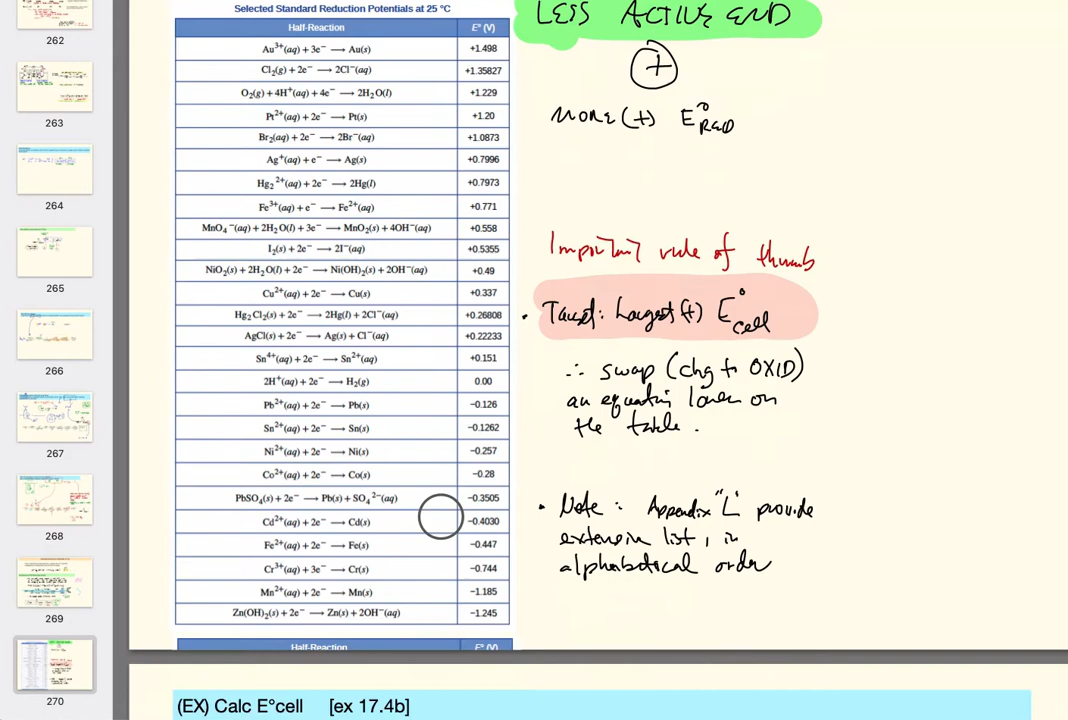 262
263
264
265
266
267
268
269
270
Selected Standard Reduction Potentials at 25 °C
Half-Reaction E° (V)
Au³⁺(aq) + 3e⁻ ⟶ Au(s) +1.498
Cl₂(g) + 2e⁻ ⟶ 2Cl⁻(aq) +1.35827
O₂(g) + 4H⁺(aq) + 4e⁻ ⟶ 2H₂O(l) +1.229
Pt²⁺(aq) + 2e⁻ ⟶ Pt(s) +1.20
Br₂(aq) + 2e⁻ ⟶ 2Br⁻(aq) +1.0873
Ag⁺(aq) + e⁻ ⟶ Ag(s) +0.7996
Hg₂²⁺(aq) + 2e⁻ ⟶ 2Hg(l) +0.7973
Fe³⁺(aq) + e⁻ ⟶ Fe²⁺(aq) +0.771
MnO₄⁻(aq) + 2H₂O(l) + 3e⁻ ⟶ MnO₂(s) + 4OH⁻(aq) +0.558
I₂(s) + 2e⁻ ⟶ 2I⁻(aq) +0.5355
NiO₂(s) + 2H₂O(l) + 2e⁻ ⟶ Ni(OH)₂(s) + 2OH⁻(aq) +0.49
Cu²⁺(aq) + 2e⁻ ⟶ Cu(s) +0.337
Hg₂Cl₂(s) + 2e⁻ ⟶ 2Hg(l) + 2Cl⁻(aq) +0.26808
AgCl(s) + 2e⁻ ⟶ Ag(s) + Cl⁻(aq) +0.22233
Sn⁴⁺(aq) + 2e⁻ ⟶ Sn²⁺(aq) +0.151
2H⁺(aq) + 2e⁻ ⟶ H₂(g) 0.00
Pb²⁺(aq) + 2e⁻ ⟶ Pb(s) −0.126
Sn²⁺(aq) + 2e⁻ ⟶ Sn(s) −0.1262
Ni²⁺(aq) + 2e⁻ ⟶ Ni(s) −0.257
Co²⁺(aq) + 2e⁻ ⟶ Co(s) −0.28
PbSO₄(s) + 2e⁻ ⟶ Pb(s) + SO₄²⁻(aq) −0.3505
Cd²⁺(aq) + 2e⁻ ⟶ Cd(s) −0.4030
Fe²⁺(aq) + 2e⁻ ⟶ Fe(s) −0.447
Cr³⁺(aq) + 3e⁻ ⟶ Cr(s) −0.744
Mn²⁺(aq) + 2e⁻ ⟶ Mn(s) −1.185
Zn(OH)₂(s) + 2e⁻ ⟶ Zn(s) + 2OH⁻(aq) −1.245
Half-Reaction E° (V)
LESS ACTIVE END
+
more (+) E°RED
Important rule of thumb
• Target: Largest (+) E°cell
∴ swap (chg to OXID)
an equation lower on
the table.
• Note: Appendix "L" provide
extensive list, in
alphabetical order
(EX) Calc E°cell [ex 17.4b]